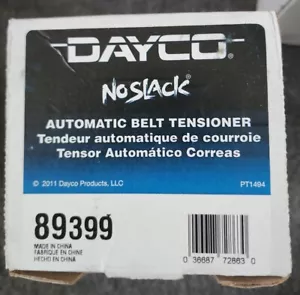 DAYCO
NOSLACK
AUTOMATIC BELT TENSIONER
Tendeur automatique de courroie
Tensor Automático Correas
© 2011 Dayco Products, LLC
PT1494
89399
MADE IN CHINA
FABRIQUÉ EN CHINE
HECHO EN CHINA
0 36687 72863 0